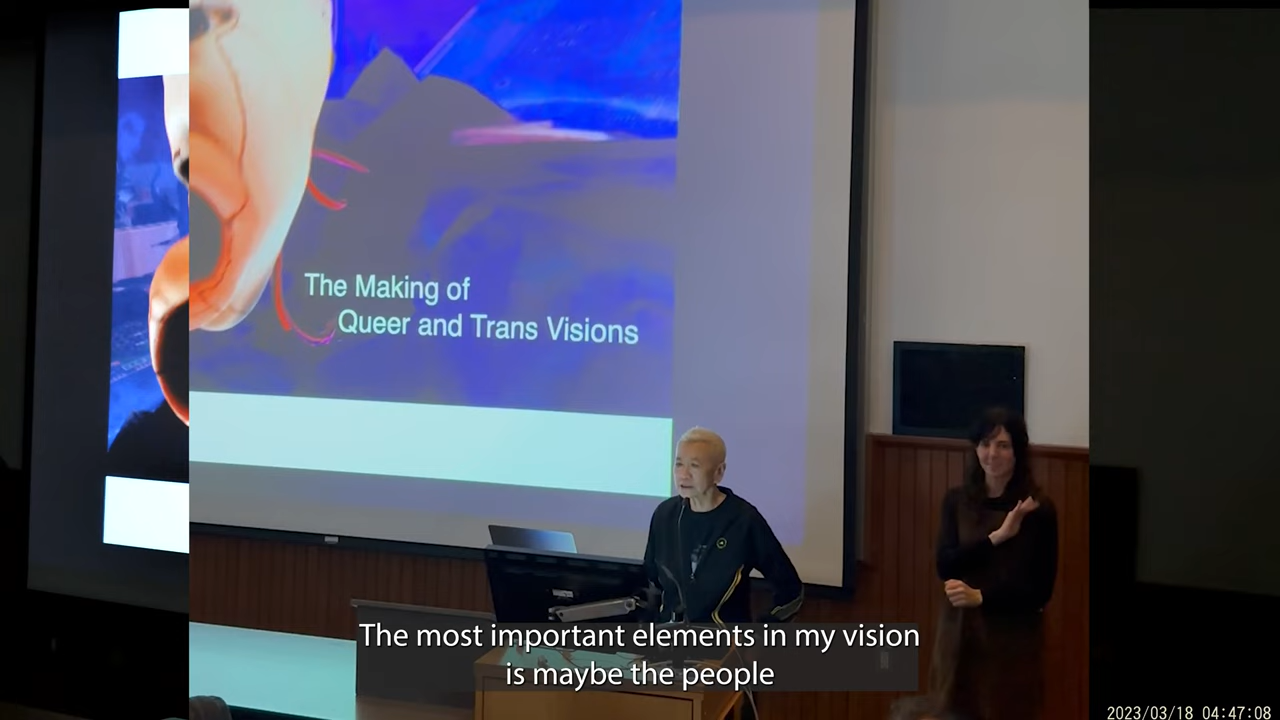 The Making of
Queer and Trans Visions
The most important elements in my vision
is maybe the people
2023/03/18 04:47:08